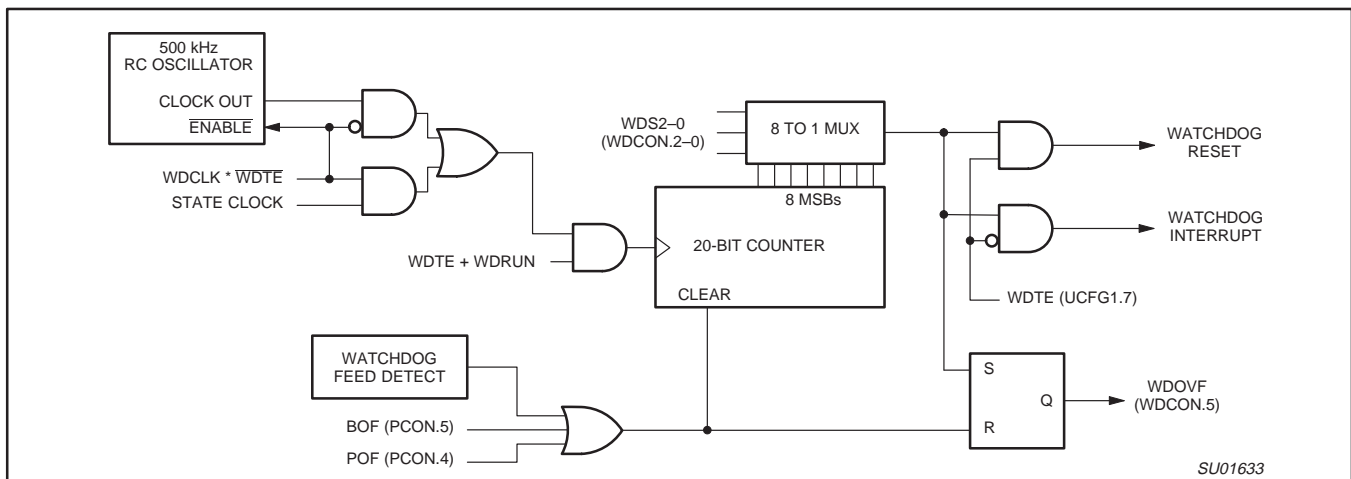 500 kHz
RC OSCILLATOR
CLOCK OUT
ENABLE
WDCLK * WDTE
STATE CLOCK
WDS2–0
(WDCON.2–0)
8 TO 1 MUX
8 MSBs
WATCHDOG
RESET
WATCHDOG
INTERRUPT
20-BIT COUNTER
WDTE + WDRUN
CLEAR
WDTE (UCFG1.7)
WATCHDOG
FEED DETECT
BOF (PCON.5)
POF (PCON.4)
S
Q
R
WDOVF
(WDCON.5)
SU01633